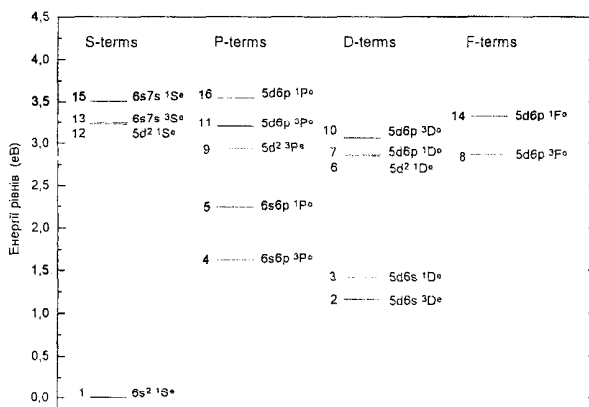 4,5
S-terms P-terms D-terms F-terms
4,0
15 6s7s ¹Sᵉ 16 5d6p ¹Pᵒ
3,5
13 6s7s ³Sᵉ 11 5d6p ³Pᵒ 10 5d6p ³Dᵒ 14 5d6p ¹Fᵒ
12 5d² ¹Sᵉ
3,0
9 5d² ³Pᵉ 7 5d6p ¹Dᵒ 8 5d6p ³Fᵒ
6 5d² ¹Dᵉ
2,5
5 6s6p ¹Pᵒ
2,0
4 6s6p ³Pᵒ
1,5
3 5d6s ¹Dᵉ
2 5d6s ³Dᵉ
1,0
0,5
1 6s² ¹Sᵉ
0,0
Енергії рівнів (еВ)